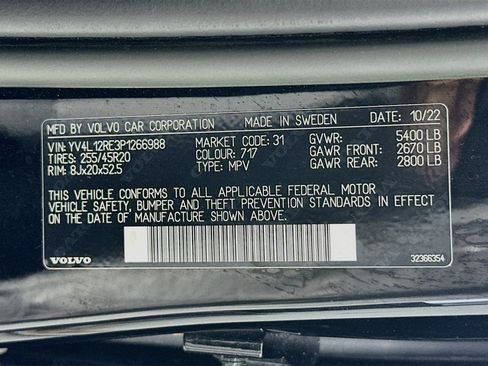 MFD BY VOLVO CAR CORPORATION MADE IN SWEDEN 10/22
VIN: YV4L12RE3P1266988 MARKET CODE: 31 GVWR: 5400 LB
TIRES: 255/45R20 COLOUR: 717 GAWR FRONT: 2670 LB
RIM: 8Jx20x52.5 TYPE: MPV GAWR REAR: 2800 LB
THIS VEHICLE CONFORMS TO ALL APPLICABLE FEDERAL MOTOR
VEHICLE SAFETY, BUMPER AND THEFT PREVENTION STANDARDS IN EFFECT
ON THE DATE OF MANUFACTURE SHOWN ABOVE.
VOLVO 32366354